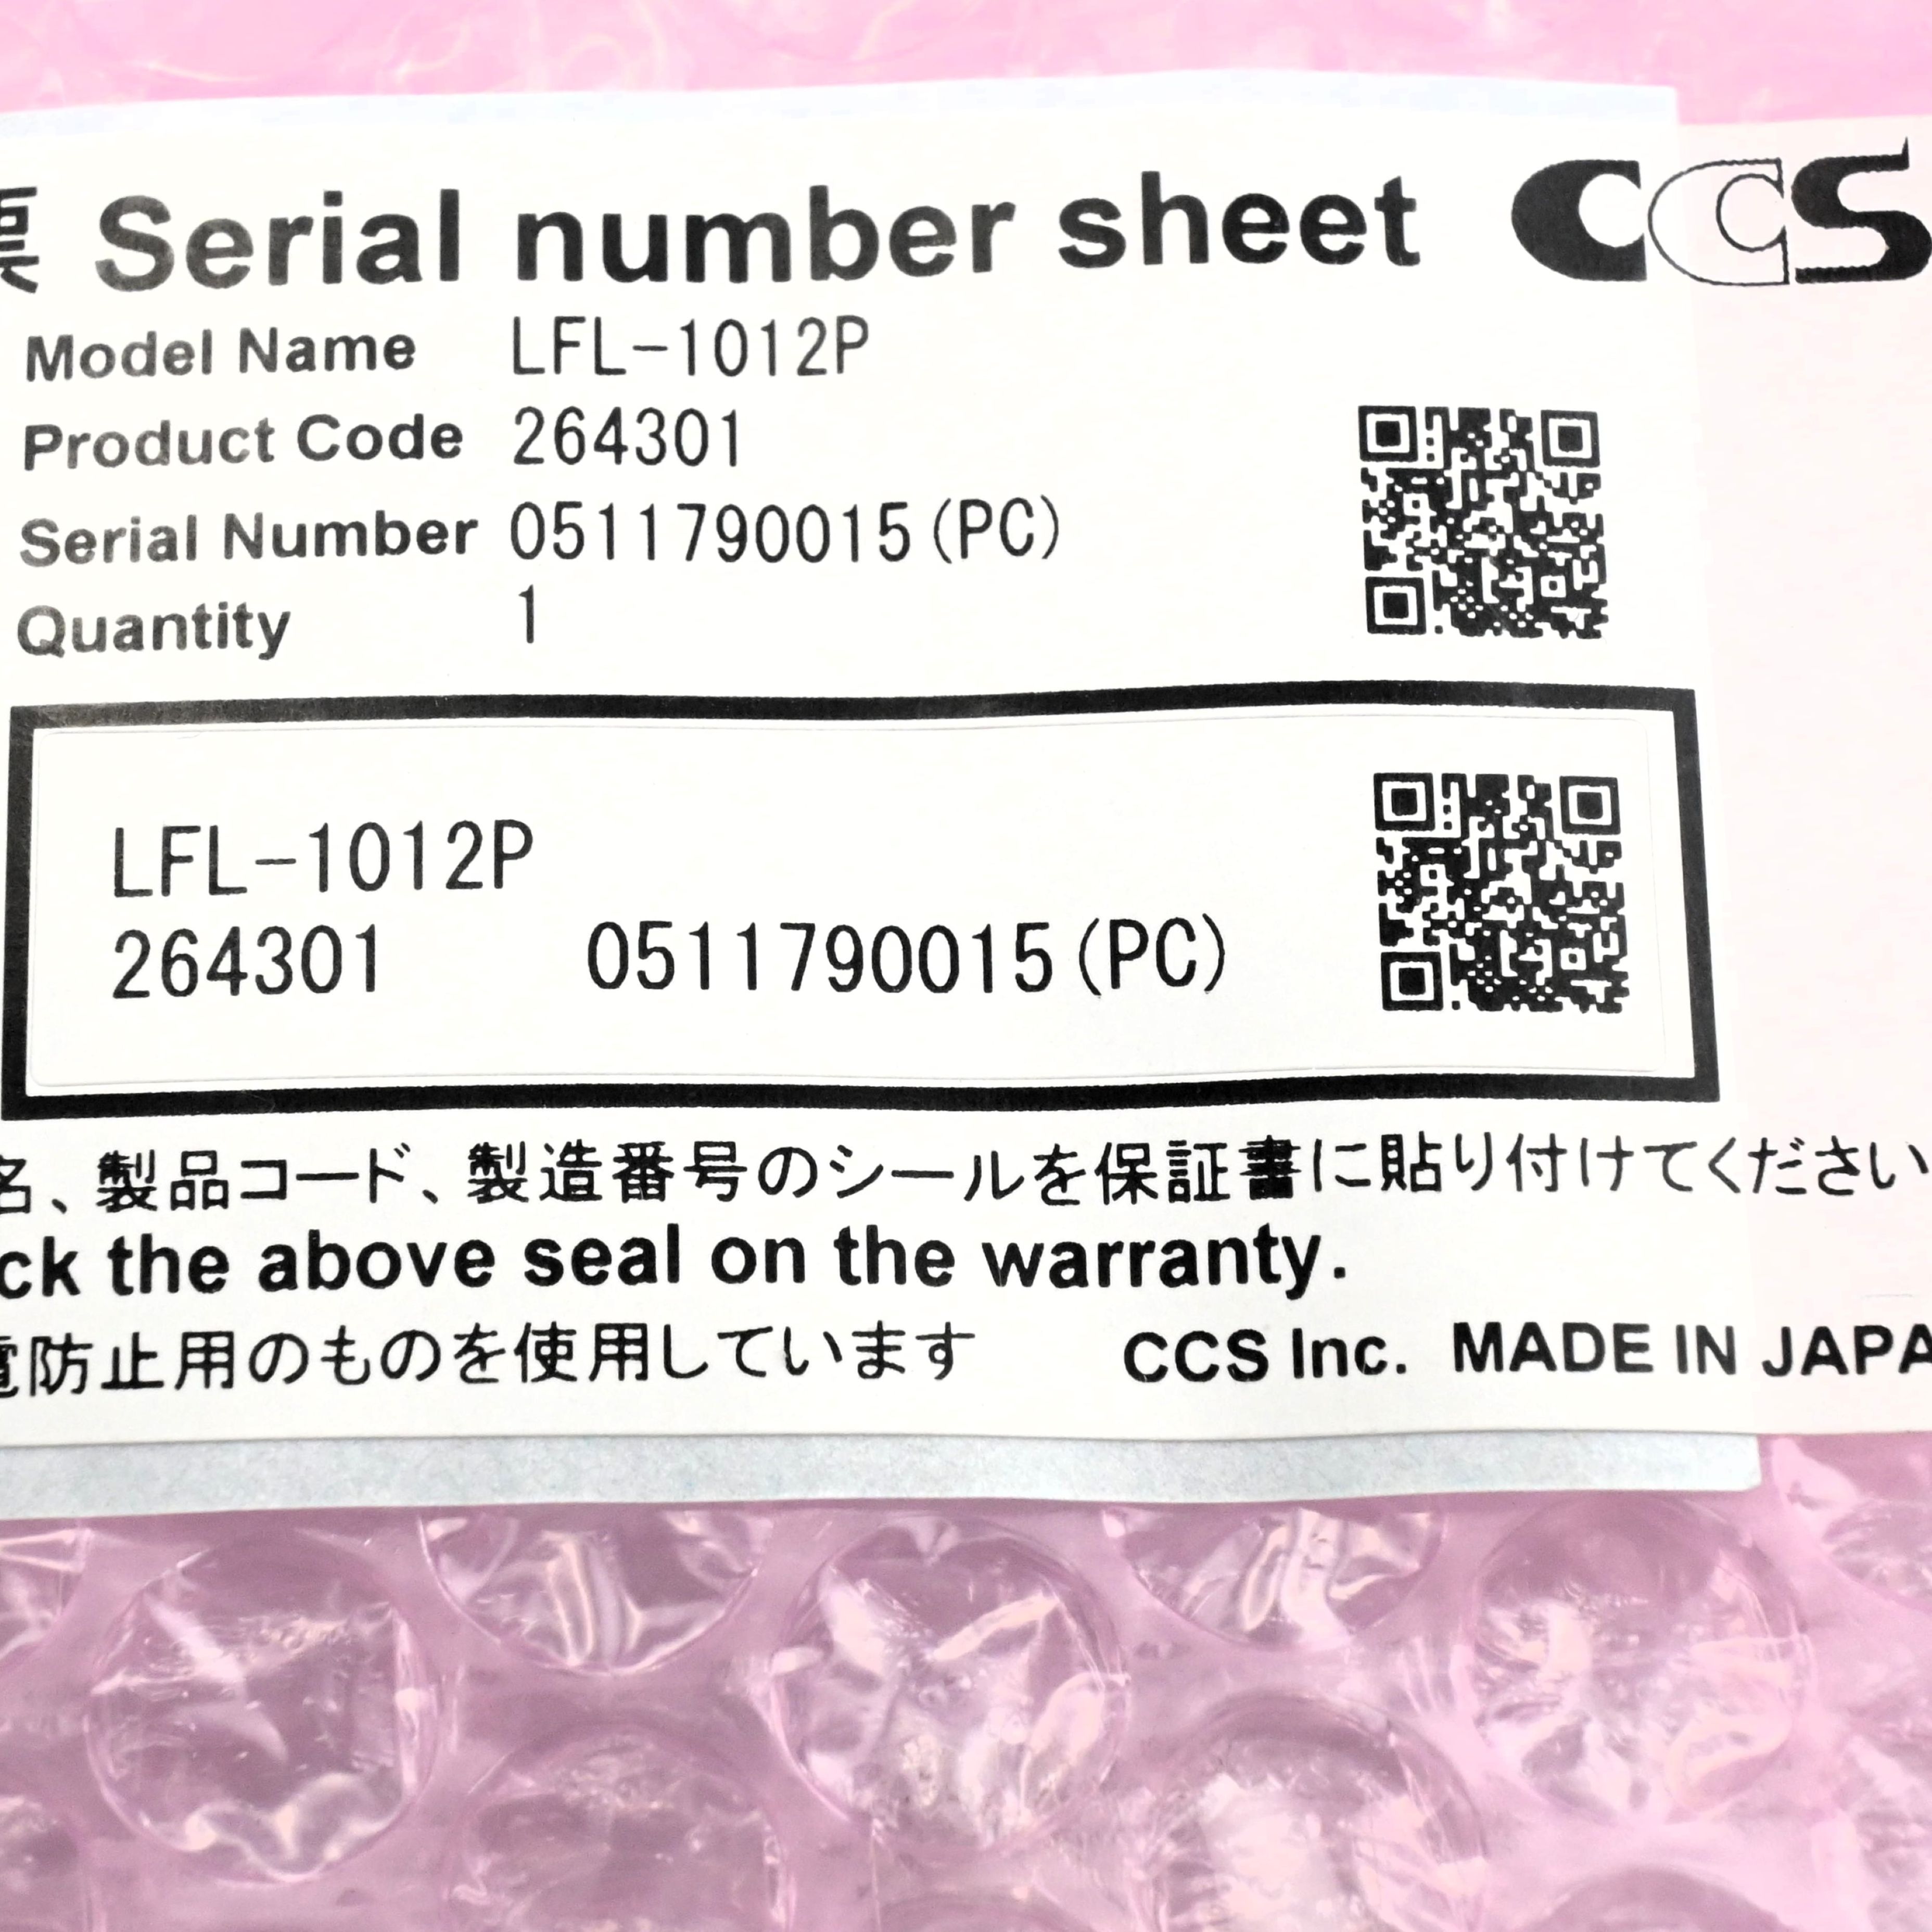 票 Serial number sheet CCS
Model Name LFL-1012P
Product Code 264301
Serial Number 0511790015(PC)
Quantity 1
LFL-1012P
264301 0511790015(PC)
名、製品コード、製造番号のシールを保証書に貼り付けてください
ck the above seal on the warranty.
電防止用のものを使用しています CCS Inc. MADE IN JAPA